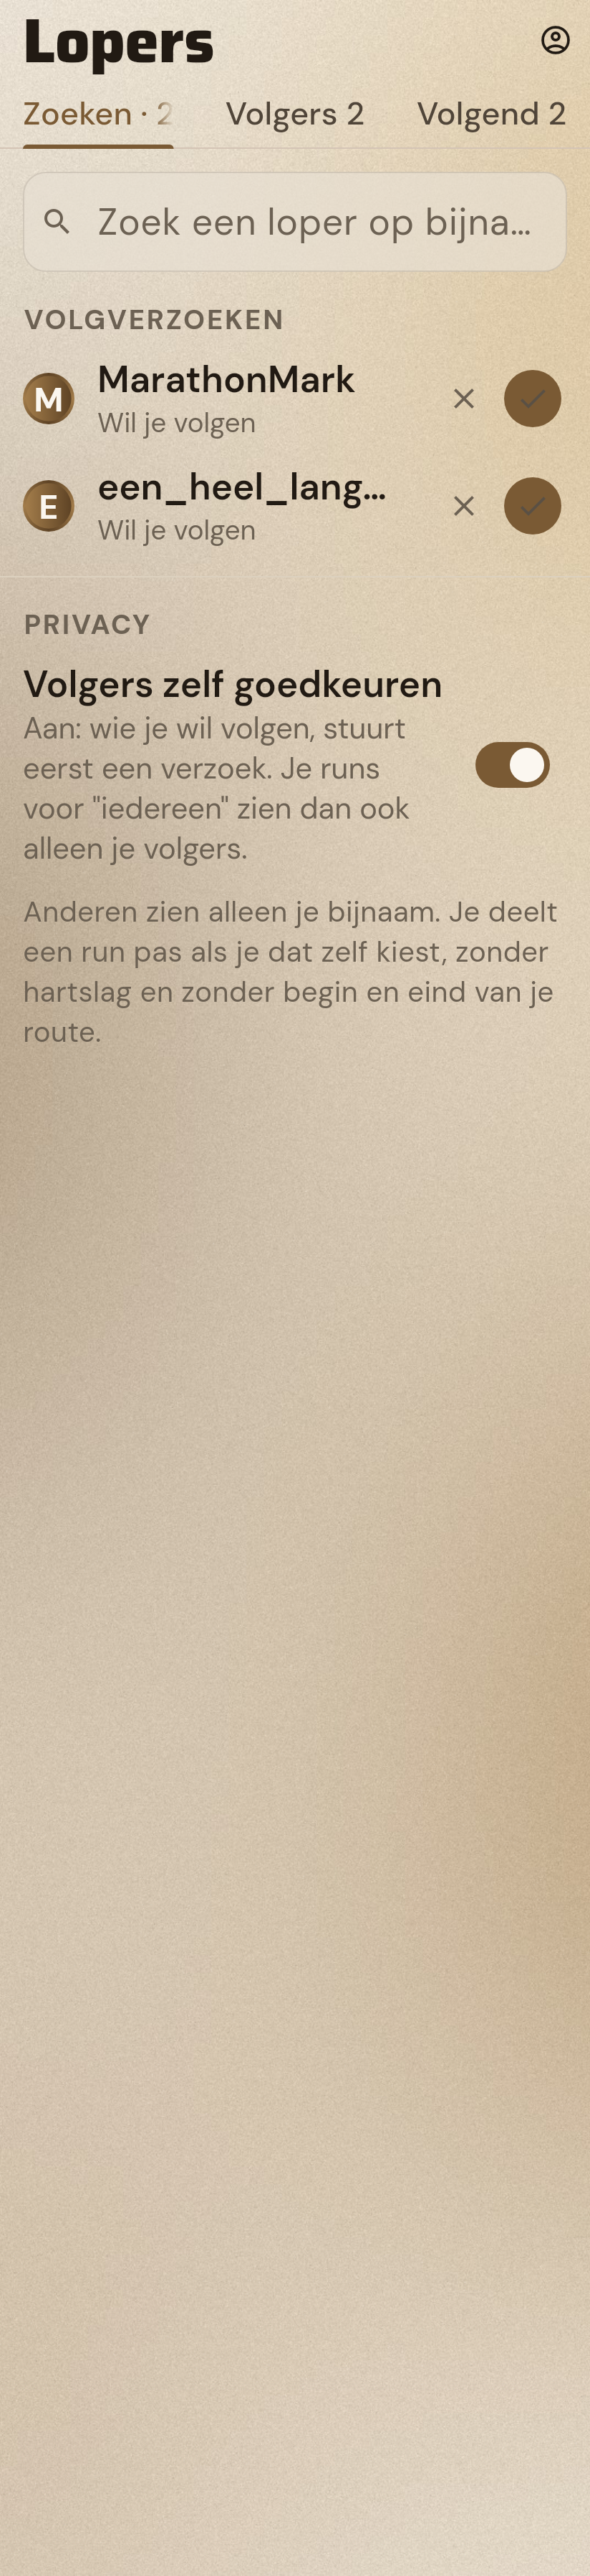 Lopers
Zoeken · 2
Volgers 2
Volgend 2
Zoek een loper op bijna...
VOLGVERZOEKEN
M
MarathonMark
Wil je volgen
E
een_heel_lang...
Wil je volgen
PRIVACY
Volgers zelf goedkeuren
Aan: wie je wil volgen, stuurt
eerst een verzoek. Je runs
voor "iedereen" zien dan ook
alleen je volgers.
Anderen zien alleen je bijnaam. Je deelt
een run pas als je dat zelf kiest, zonder
hartslag en zonder begin en eind van je
route.